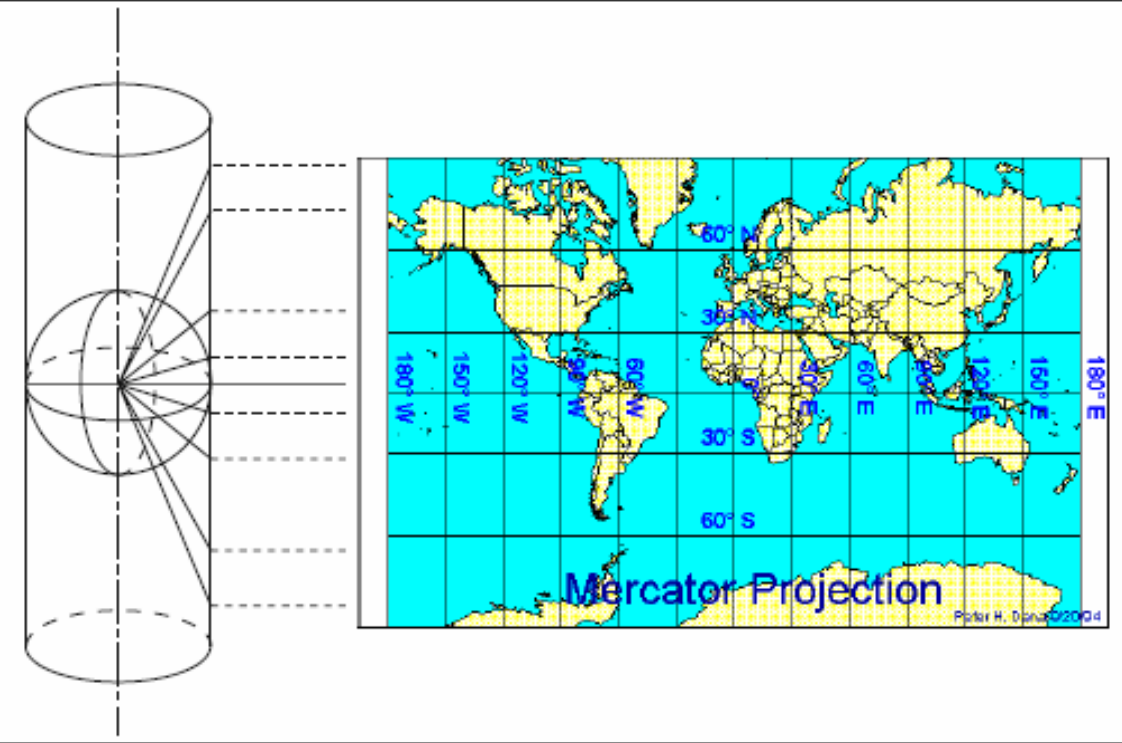 60° N
30° N
180° W
150° W
120° W
90° W
60° W
0°
30° E
60° E
90° E
120° E
150° E
180° E
30° S
60° S
Mercator Projection
Peter H. Dana 9/20/94